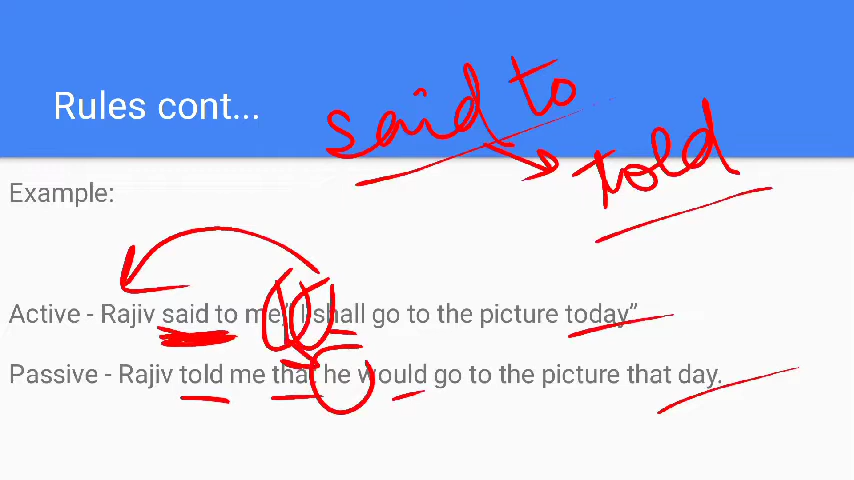 said to
Rules cont...
told
Example:
Active - Rajiv said to me," I shall go to the picture today”
Passive - Rajiv told me that he would go to the picture that day.